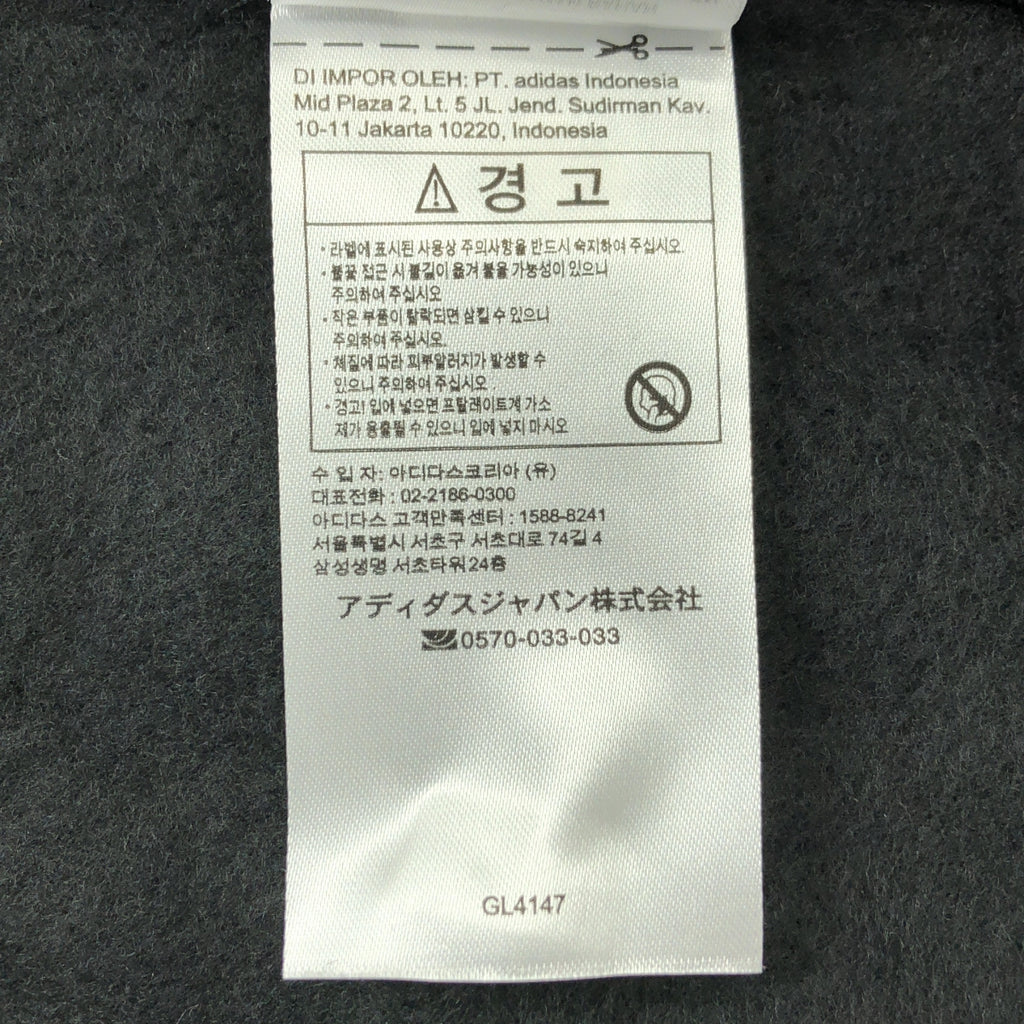 DI IMPOR OLEH: PT. adidas Indonesia
Mid Plaza 2, Lt. 5 JL. Jend. Sudirman Kav.
10-11 Jakarta 10220, Indonesia
경 고
· 라벨에 표시된 사용상 주의사항을 반드시 숙지하여 주십시오.
· 불꽃 접근 시 불길이 옮겨 붙을 가능성이 있으니
주의하여 주십시오
· 작은 부품이 탈락되면 삼킬 수 있으니
주의하여 주십시오.
· 체질에 따라 피부알러지가 발생할 수
있으니 주의하여 주십시오.
· 경고! 입에 넣으면 프탈레이트계 가소
제가 용출될 수 있으니 입에 넣지 마시오
수 입 자: 아디다스코리아 (유)
대표전화 : 02-2186-0300
아디다스 고객만족센터 : 1588-8241
서울특별시 서초구 서초대로 74길 4
삼성생명 서초타워 24층
アディダスジャパン株式会社
0570-033-033
GL4147